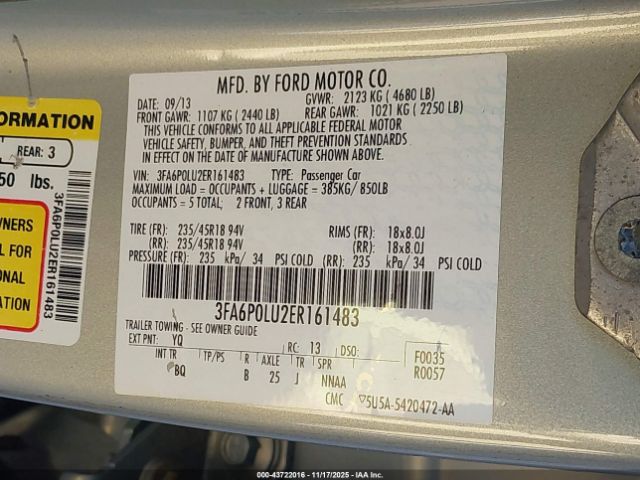 MFD. BY FORD MOTOR CO.
DATE: 09/13 GVWR: 2123 KG ( 4680 LB)
FRONT GAWR: 1107 KG ( 2440 LB) REAR GAWR: 1021 KG ( 2250 LB)
THIS VEHICLE CONFORMS TO ALL APPLICABLE FEDERAL MOTOR
VEHICLE SAFETY, BUMPER, AND THEFT PREVENTION STANDARDS
IN EFFECT ON THE DATE OF MANUFACTURE SHOWN ABOVE.
VIN: 3FA6P0LU2ER161483 TYPE: Passenger Car
MAXIMUM LOAD = OCCUPANTS + LUGGAGE = 385KG/ 850LB
OCCUPANTS = 5 TOTAL, 2 FRONT, 3 REAR
TIRE (FR): 235/45R18 94V RIMS (FR): 18x8.0J
(RR): 235/45R18 94V (RR): 18x8.0J
PRESSURE (FR): 235 kPa/ 34 PSI COLD (RR): 235 kPa/ 34 PSI COLD
3FA6P0LU2ER161483
TRAILER TOWING - SEE OWNER GUIDE
EXT PNT: YQ RC: 13 DSO: F0035
INT TR TP/PS R AXLE TR SPR R0057
BQ B 25 J NNAA
CMC ▽5U5A-5420472-AA
FORMATION
REAR: 3
50 lbs.
WNERS
L FOR
ONAL
3FA6P0LU2ER161483
000-43722016 - 11/17/2025 - Copyright © 2025 IAA, Inc. All Rights Reserved